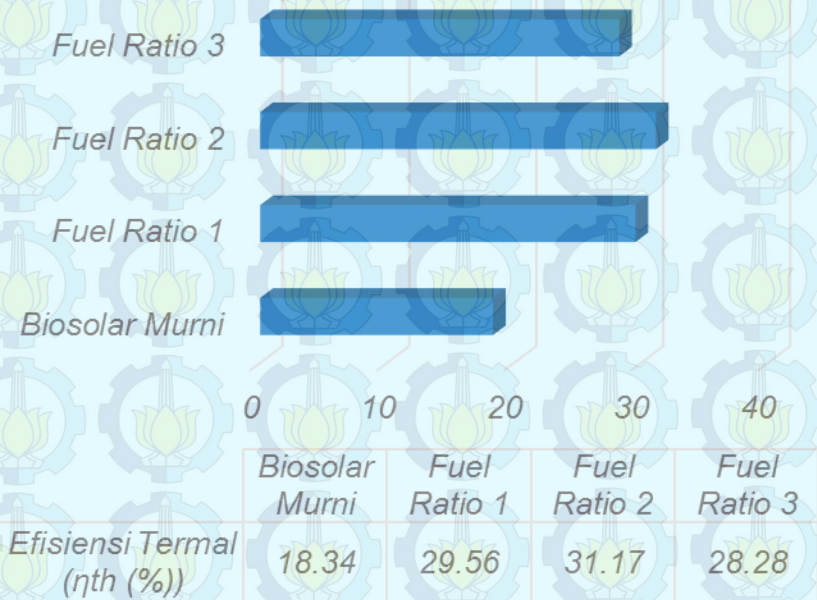 Fuel Ratio 3
Fuel Ratio 2
Fuel Ratio 1
Biosolar Murni
0 10 20 30 40
Biosolar Murni Fuel Ratio 1 Fuel Ratio 2 Fuel Ratio 3
Efisiensi Termal
(ηth (%)) 18.34 29.56 31.17 28.28